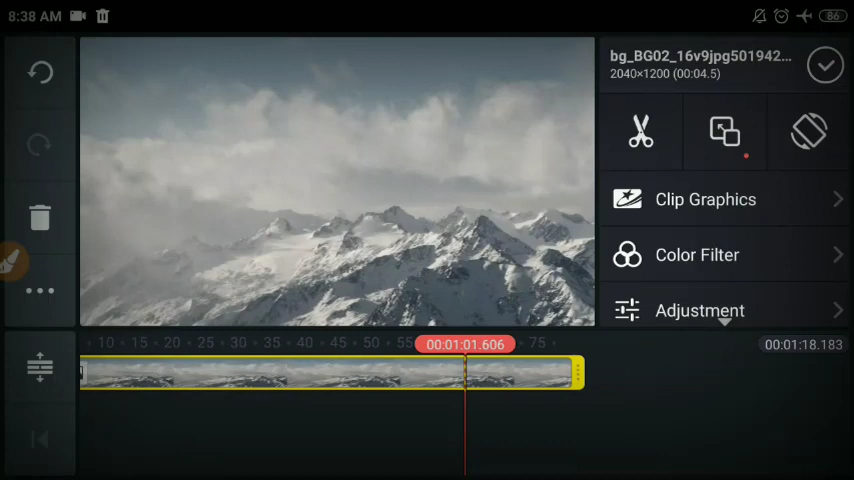 8:38 AM
86
bg_BG02_16v9jpg501942...
2040×1200 (00:04.5)
Clip Graphics
Color Filter
Adjustment
10 15 20 25 30 35 40 45 50 55 00:01:01.606 75
00:01:18.183